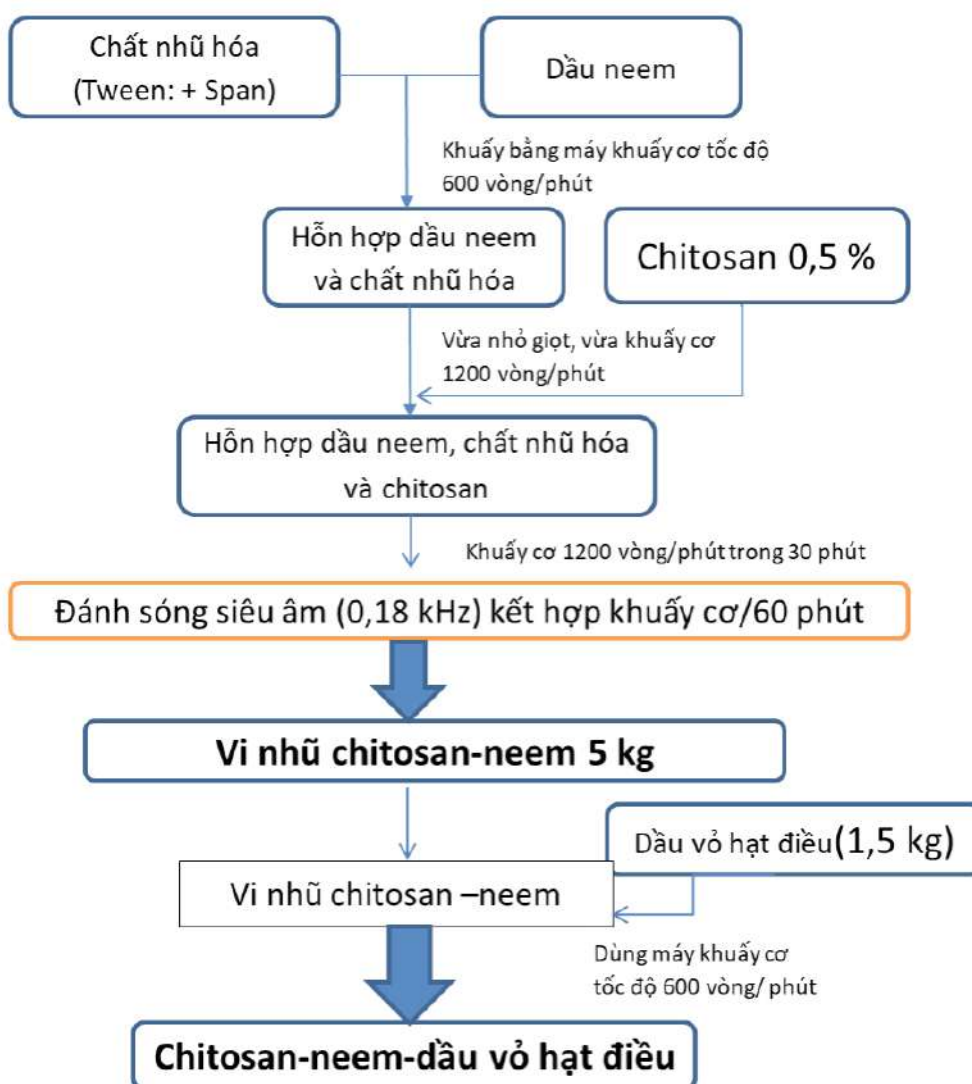 Chất nhũ hóa
(Tween: + Span)
Dầu neem
Khuấy bằng máy khuấy cơ tốc độ
600 vòng/phút
Hỗn hợp dầu neem
và chất nhũ hóa
Chitosan 0,5 %
Vừa nhỏ giọt, vừa khuấy cơ
1200 vòng/phút
Hỗn hợp dầu neem, chất nhũ hóa
và chitosan
Khuấy cơ 1200 vòng/phút trong 30 phút
Đánh sóng siêu âm (0,18 kHz) kết hợp khuấy cơ/60 phút
Vi nhũ chitosan-neem 5 kg
Dầu vỏ hạt điều(1,5 kg)
Vi nhũ chitosan –neem
Dùng máy khuấy cơ
tốc độ 600 vòng/ phút
Chitosan-neem-dầu vỏ hạt điều